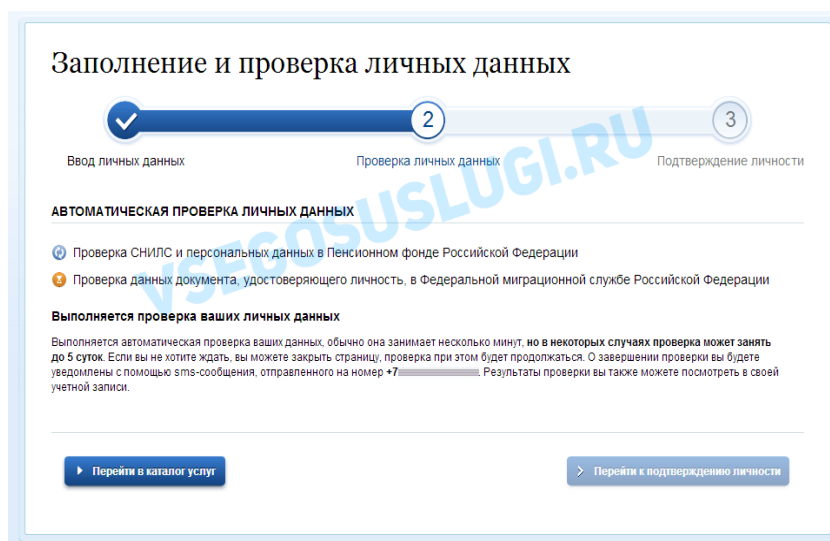 Заполнение и проверка личных данных
2
3
Ввод личных данных
Проверка личных данных
Подтверждение личности
VSEGOSUSLUGI.RU
АВТОМАТИЧЕСКАЯ ПРОВЕРКА ЛИЧНЫХ ДАННЫХ
Проверка СНИЛС и персональных данных в Пенсионном фонде Российской Федерации
Проверка данных документа, удостоверяющего личность, в Федеральной миграционной службе Российской Федерации
Выполняется проверка ваших личных данных
Выполняется автоматическая проверка ваших данных, обычно она занимает несколько минут, но в некоторых случаях проверка может занять
до 5 суток. Если вы не хотите ждать, вы можете закрыть страницу, проверка при этом будет продолжаться. О завершении проверки вы будете
уведомлены с помощью sms-сообщения, отправленного на номер +7 . Результаты проверки вы также можете посмотреть в своей
учетной записи.
Перейти в каталог услуг
Перейти к подтверждению личности